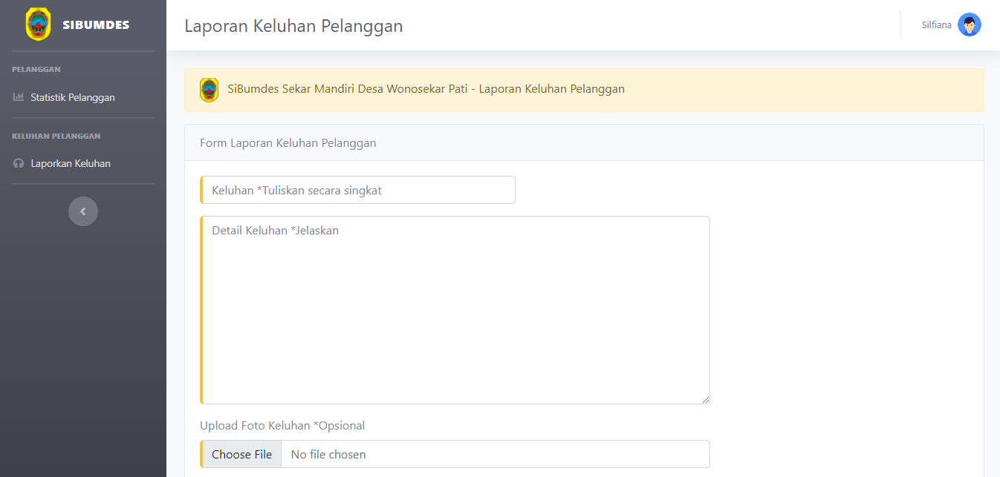 SIBUMDES
PELANGGAN
Statistik Pelanggan
KELUHAN PELANGGAN
Laporkan Keluhan
Laporan Keluhan Pelanggan
Silfiana
SiBumdes Sekar Mandiri Desa Wonosekar Pati - Laporan Keluhan Pelanggan
Form Laporan Keluhan Pelanggan
Keluhan *Tuliskan secara singkat
Detail Keluhan *Jelaskan
Upload Foto Keluhan *Opsional
Choose File No file chosen